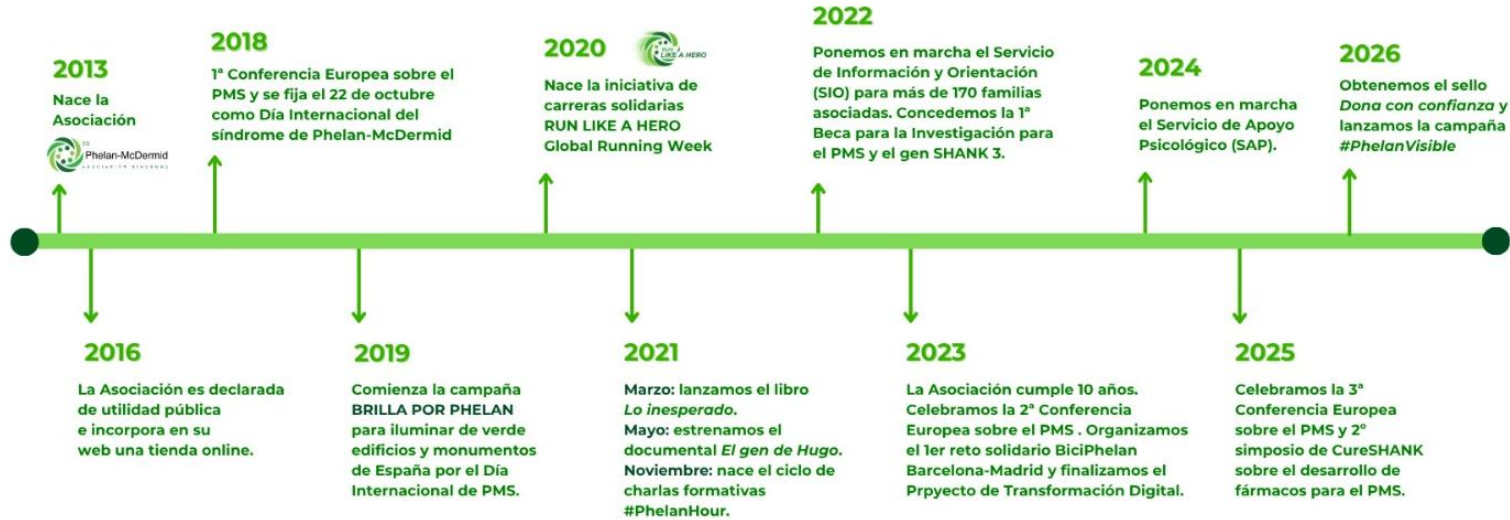 2013
Nace la
Asociación
Phelan-McDermid
ASOCIACIÓN SÍNDROME
2016
La Asociación es declarada
de utilidad pública
e incorpora en su
web una tienda online.
2018
1ª Conferencia Europea sobre el
PMS y se fija el 22 de octubre
como Día Internacional del
síndrome de Phelan-McDermid
2019
Comienza la campaña
BRILLA POR PHELAN
para iluminar de verde
edificios y monumentos
de España por el Día
Internacional de PMS.
2020
RUN
LIKE A HERO
Nace la iniciativa de
carreras solidarias
RUN LIKE A HERO
Global Running Week
2021
Marzo: lanzamos el libro
Lo inesperado.
Mayo: estrenamos el
documental El gen de Hugo.
Noviembre: nace el ciclo de
charlas formativas
#PhelanHour.
2022
Ponemos en marcha el Servicio
de Información y Orientación
(SIO) para más de 170 familias
asociadas. Concedemos la 1ª
Beca para la Investigación para
el PMS y el gen SHANK 3.
2023
La Asociación cumple 10 años.
Celebramos la 2ª Conferencia
Europea sobre el PMS . Organizamos
el 1er reto solidario BiciPhelan
Barcelona-Madrid y finalizamos el
Prpyecto de Transformación Digital.
2024
Ponemos en marcha
el Servicio de Apoyo
Psicológico (SAP).
2025
Celebramos la 3ª
Conferencia Europea
sobre el PMS y 2º
simposio de CureSHANK
sobre el desarrollo de
fármacos para el PMS.
2026
Obtenemos el sello
Dona con confianza y
lanzamos la campaña
#PhelanVisible